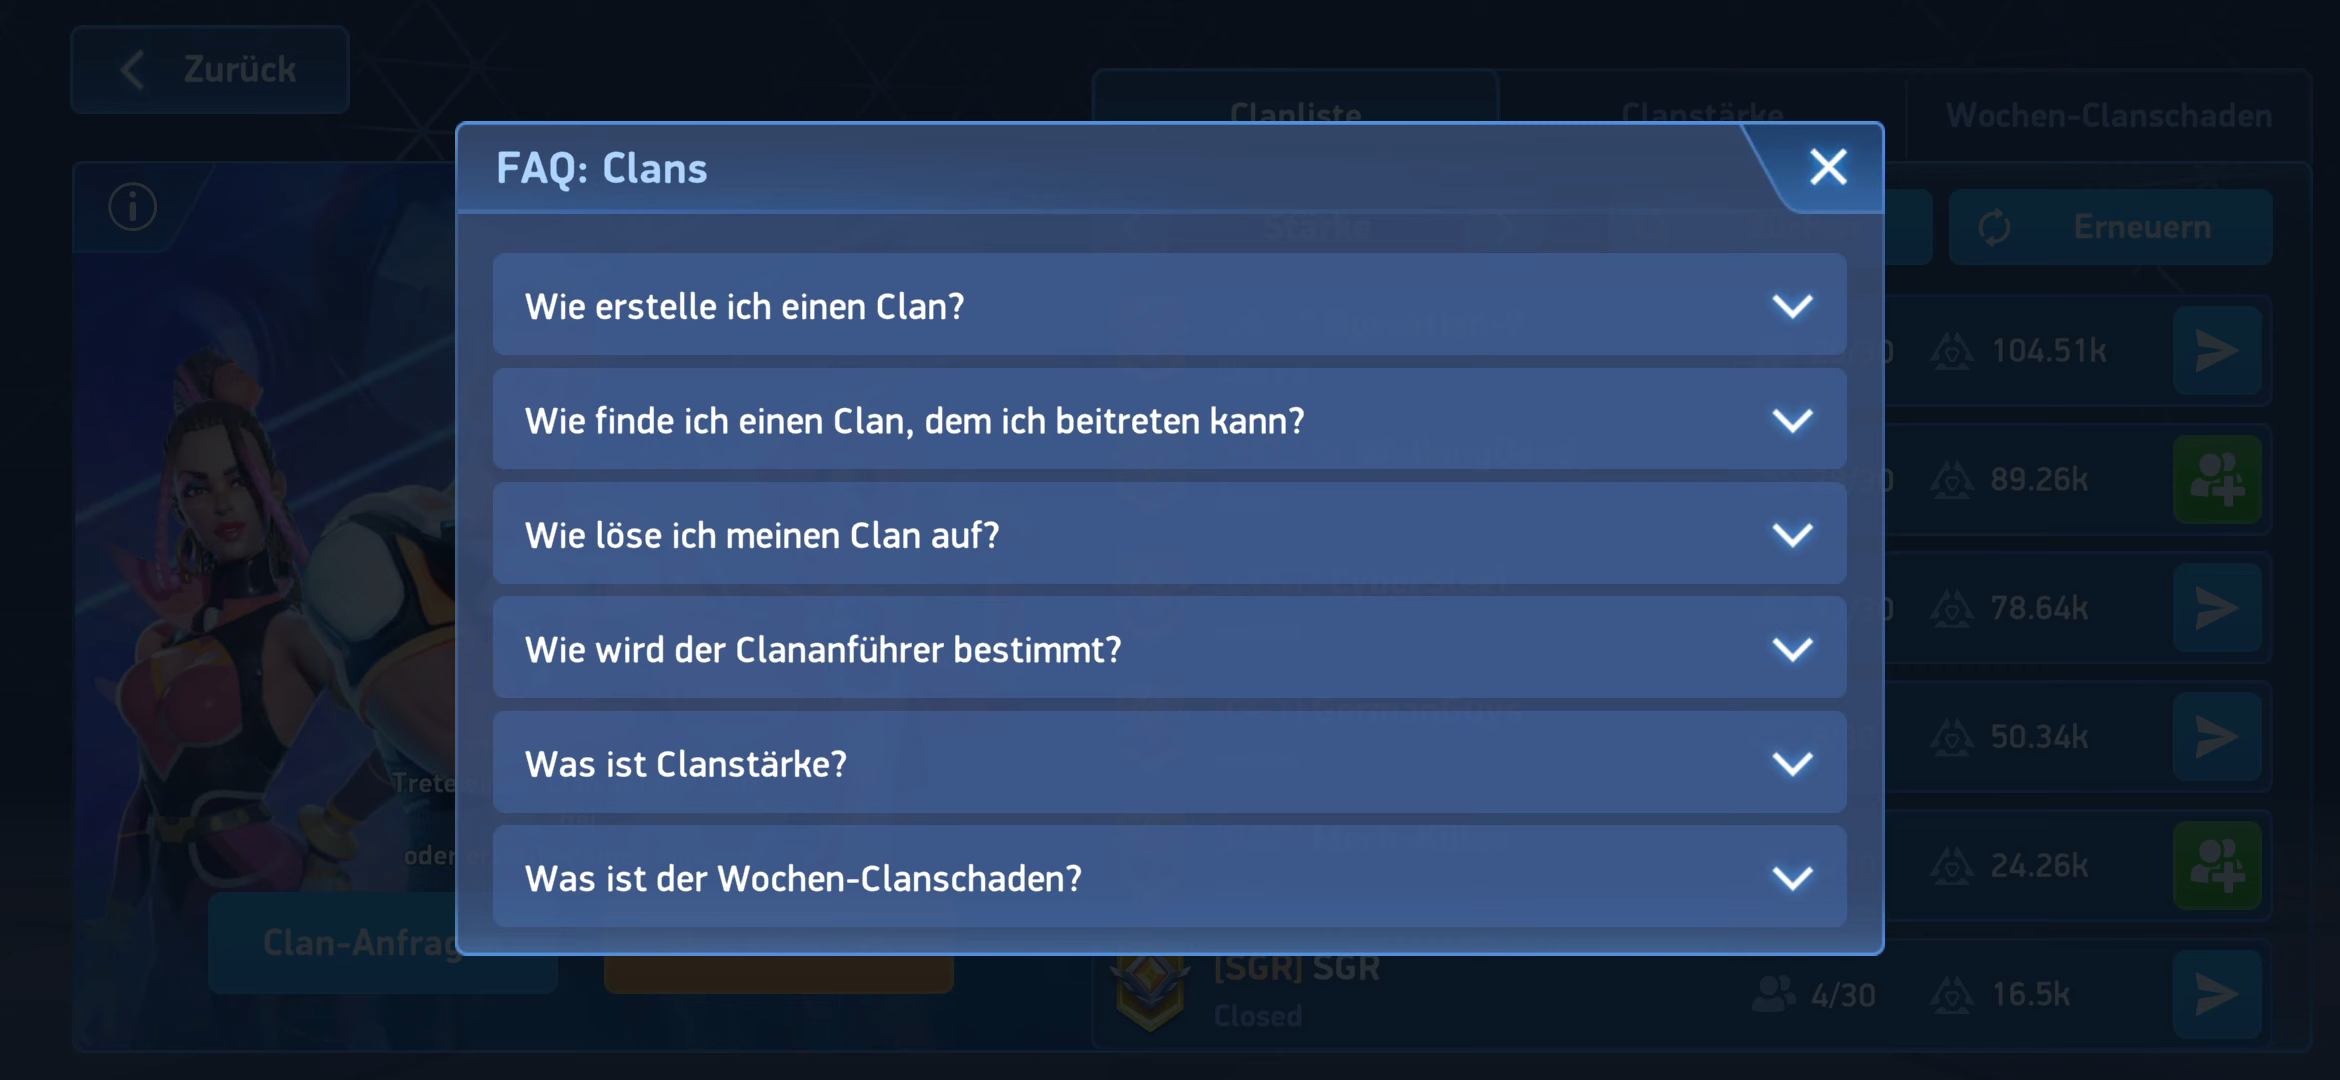 Zurück
Clanliste
Clanstärke
Wochen-Clanschaden
FAQ: Clans
Stärke
Erneuern
Wie erstelle ich einen Clan?
104.51k
Wie finde ich einen Clan, dem ich beitreten kann?
89.26k
Wie löse ich meinen Clan auf?
78.64k
Wie wird der Clananführer bestimmt?
50.34k
Was ist Clanstärke?
Trete
oder
24.26k
Was ist der Wochen-Clanschaden?
Clan-Anfrag
[SGR] SGR
Closed
4/30
16.5k